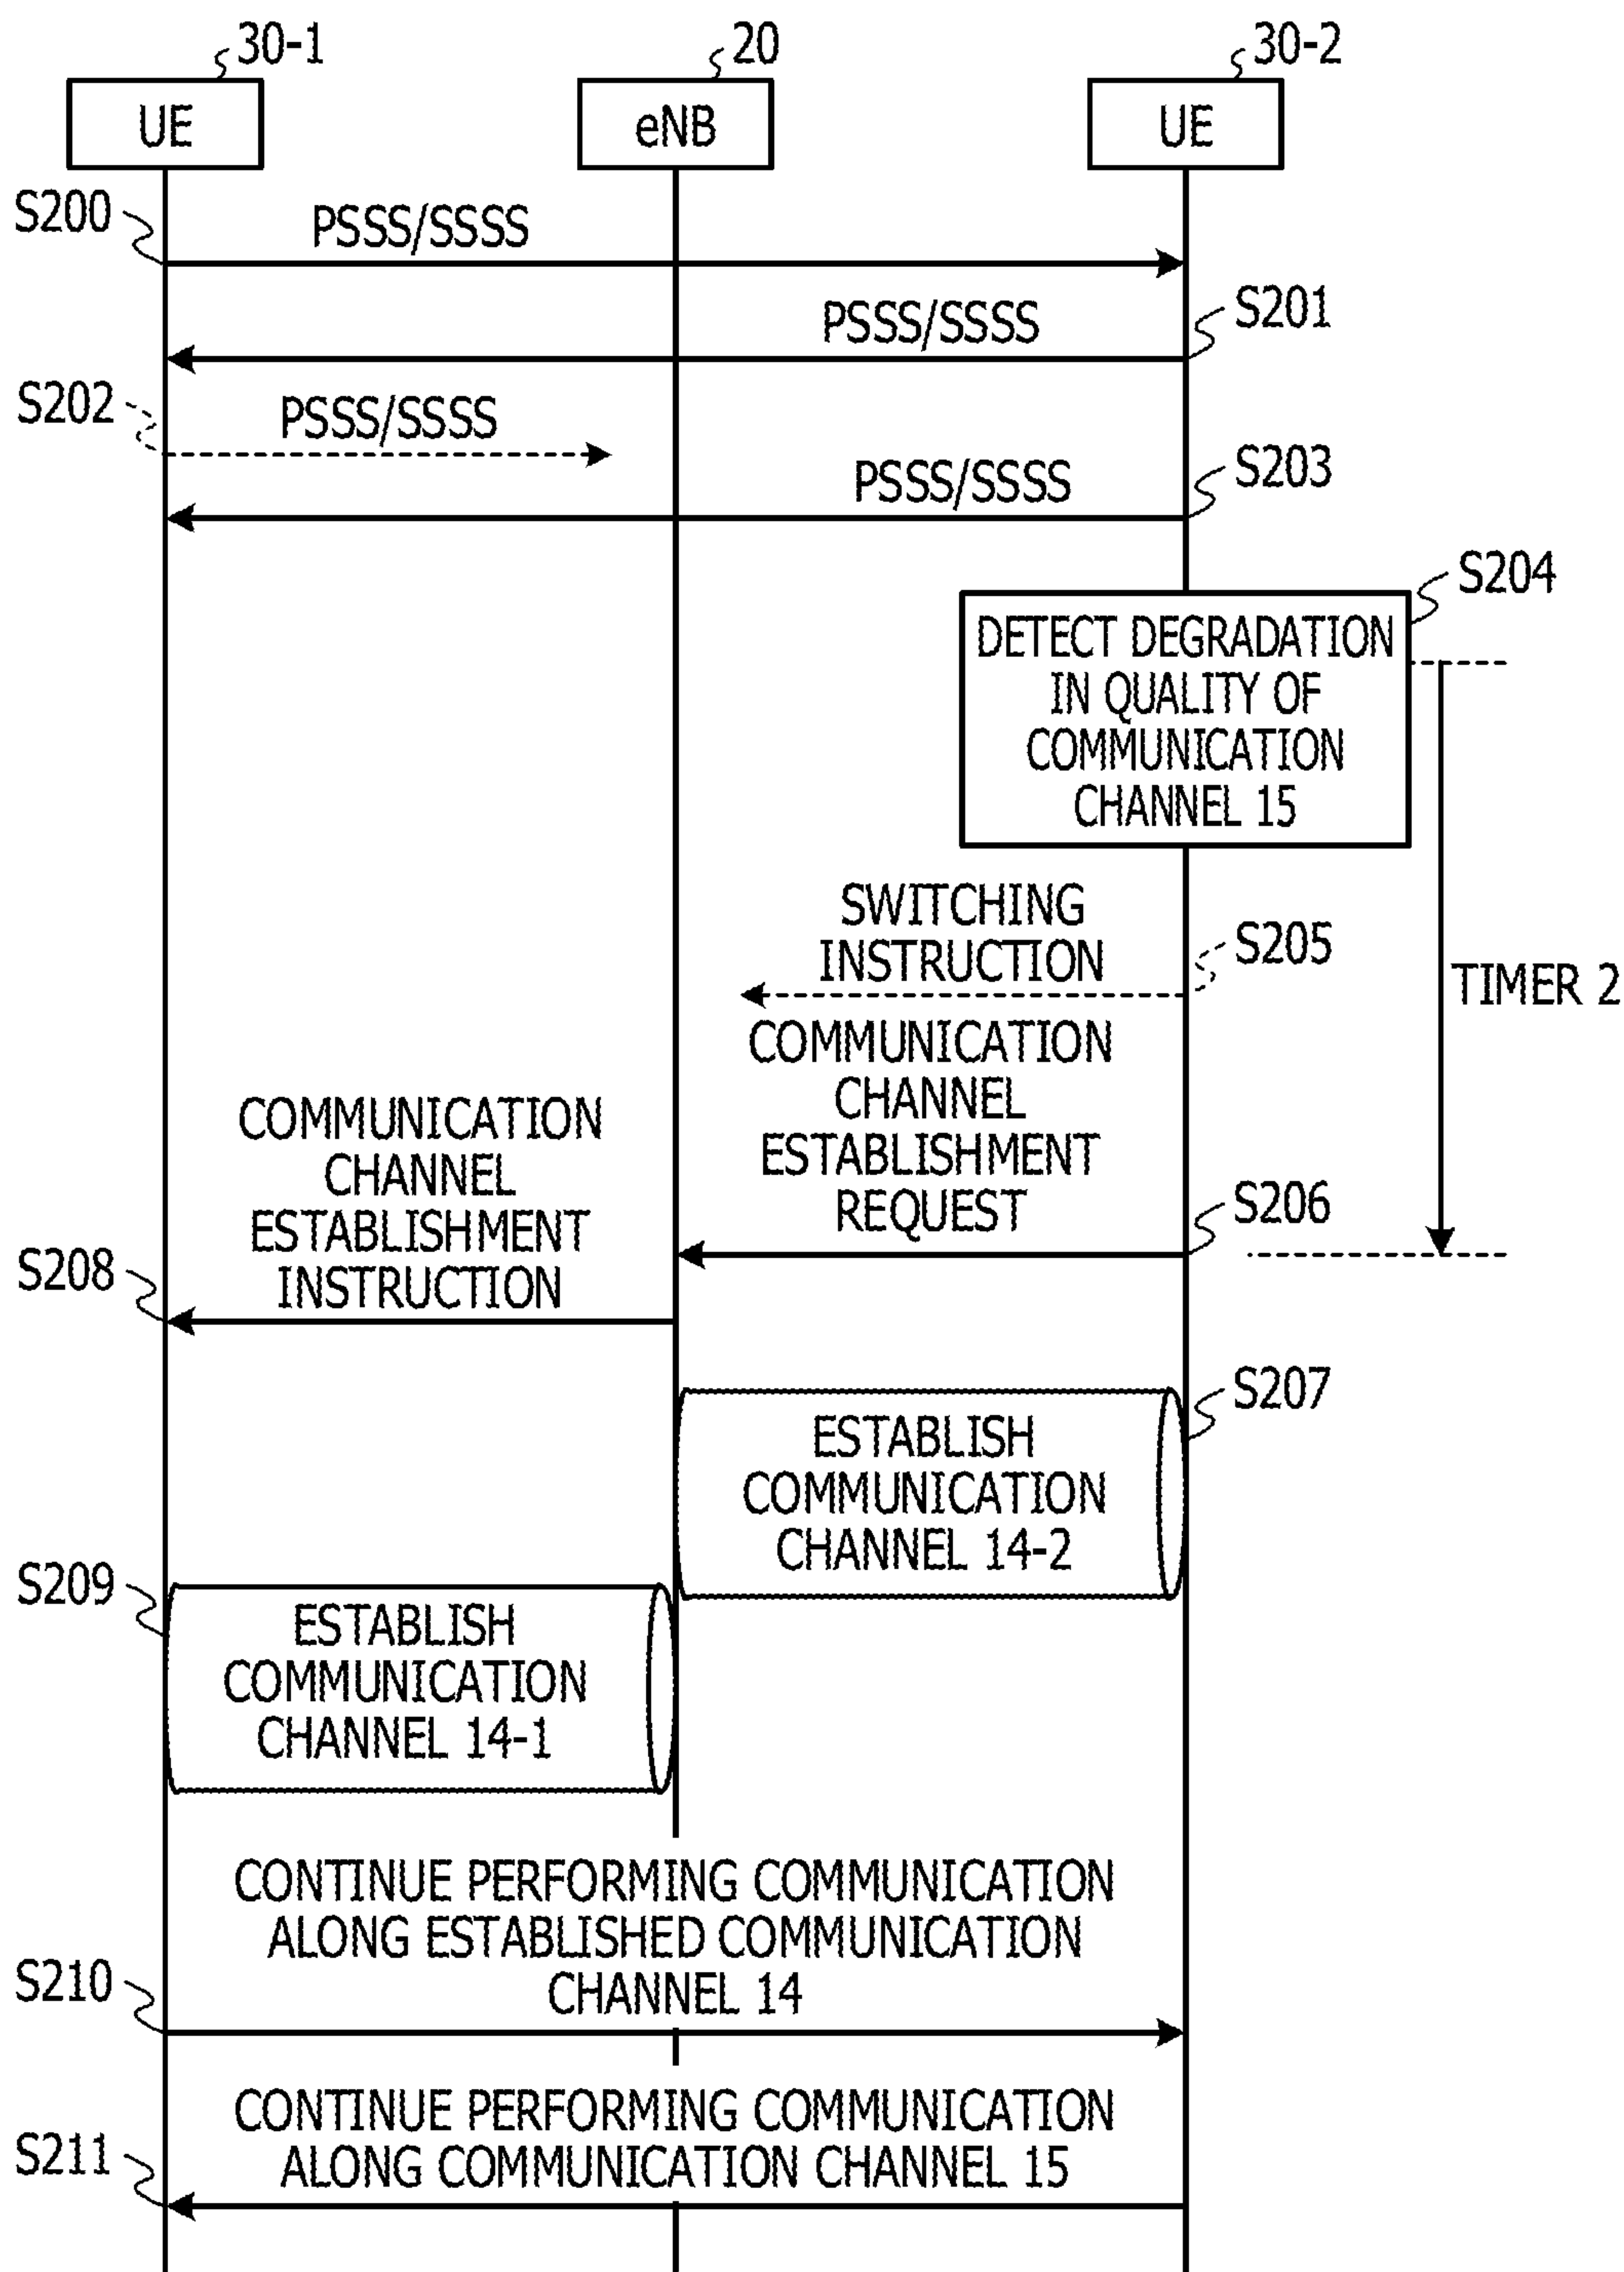 30-1
20
30-2
UE
eNB
UE
S200
PSSS/SSSS
S201
PSSS/SSSS
S202
PSSS/SSSS
S203
PSSS/SSSS
S204
DETECT DEGRADATION
IN QUALITY OF
COMMUNICATION
CHANNEL 15
SWITCHING
INSTRUCTION
S205
TIMER 2
COMMUNICATION
CHANNEL
ESTABLISHMENT
REQUEST
S206
COMMUNICATION
CHANNEL
ESTABLISHMENT
INSTRUCTION
S208
S207
ESTABLISH
COMMUNICATION
CHANNEL 14-2
S209
ESTABLISH
COMMUNICATION
CHANNEL 14-1
CONTINUE PERFORMING COMMUNICATION
ALONG ESTABLISHED COMMUNICATION
CHANNEL 14
S210
CONTINUE PERFORMING COMMUNICATION
ALONG COMMUNICATION CHANNEL 15
S211